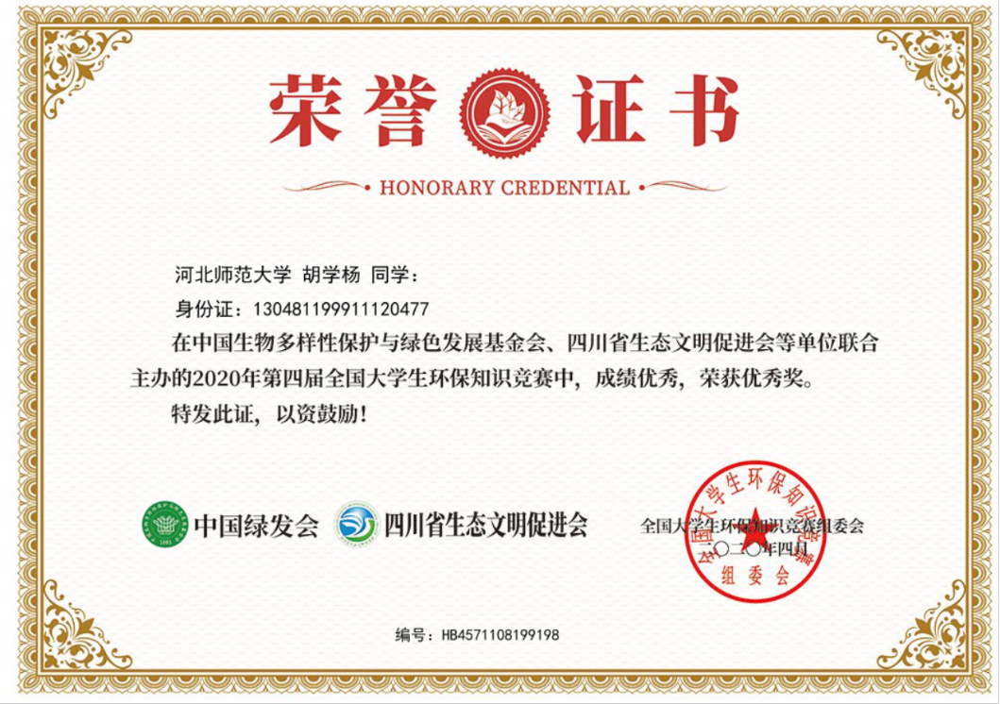 荣誉证书
HONORARY CREDENTIAL
河北师范大学 胡学杨 同学：
身份证：130481199911120477
在中国生物多样性保护与绿色发展基金会、四川省生态文明促进会等单位联合
主办的2020年第四届全国大学生环保知识竞赛中，成绩优秀，荣获优秀奖。
特发此证，以资鼓励！
中国绿发会
四川省生态文明促进会
全国大学生环保知识竞赛组委会
二〇二〇年四月
全国大学生环保知识竞赛
组委会
编号：HB4571108199198